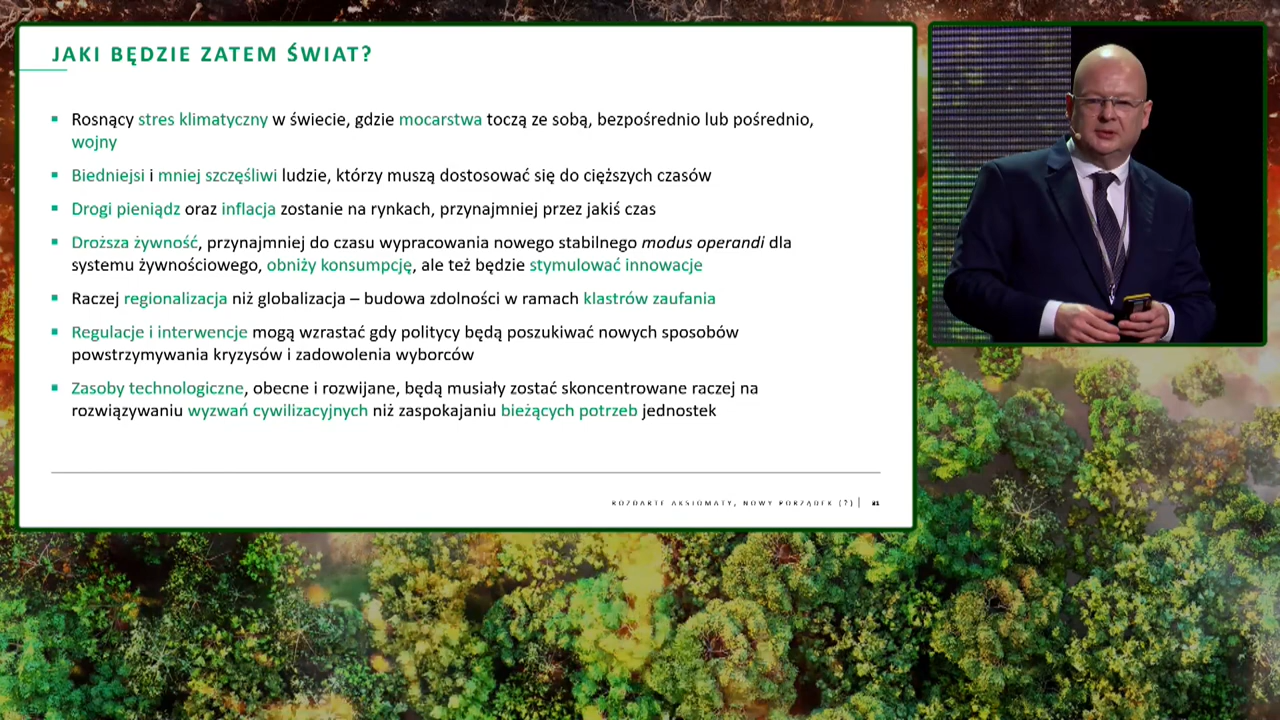 JAKI BĘDZIE ZATEM ŚWIAT?
Rosnący stres klimatyczny w świecie, gdzie mocarstwa toczą ze sobą, bezpośrednio lub pośrednio,
wojny
Biedniejsi i mniej szczęśliwi ludzie, którzy muszą dostosować się do cięższych czasów
Drogi pieniądz oraz inflacja zostanie na rynkach, przynajmniej przez jakiś czas
Droższa żywność, przynajmniej do czasu wypracowania nowego stabilnego modus operandi dla
systemu żywnościowego, obniży konsumpcję, ale też będzie stymulować innowacje
Raczej regionalizacja niż globalizacja – budowa zdolności w ramach klastrów zaufania
Regulacje i interwencje mogą wzrastać gdy politycy będą poszukiwać nowych sposobów
powstrzymywania kryzysów i zadowolenia wyborców
Zasoby technologiczne, obecne i rozwijane, będą musiały zostać skoncentrowane raczej na
rozwiązywaniu wyzwań cywilizacyjnych niż zaspokajaniu bieżących potrzeb jednostek
ROZDARTE AKSJOMATY, NOWY PORZĄDEK (?) |